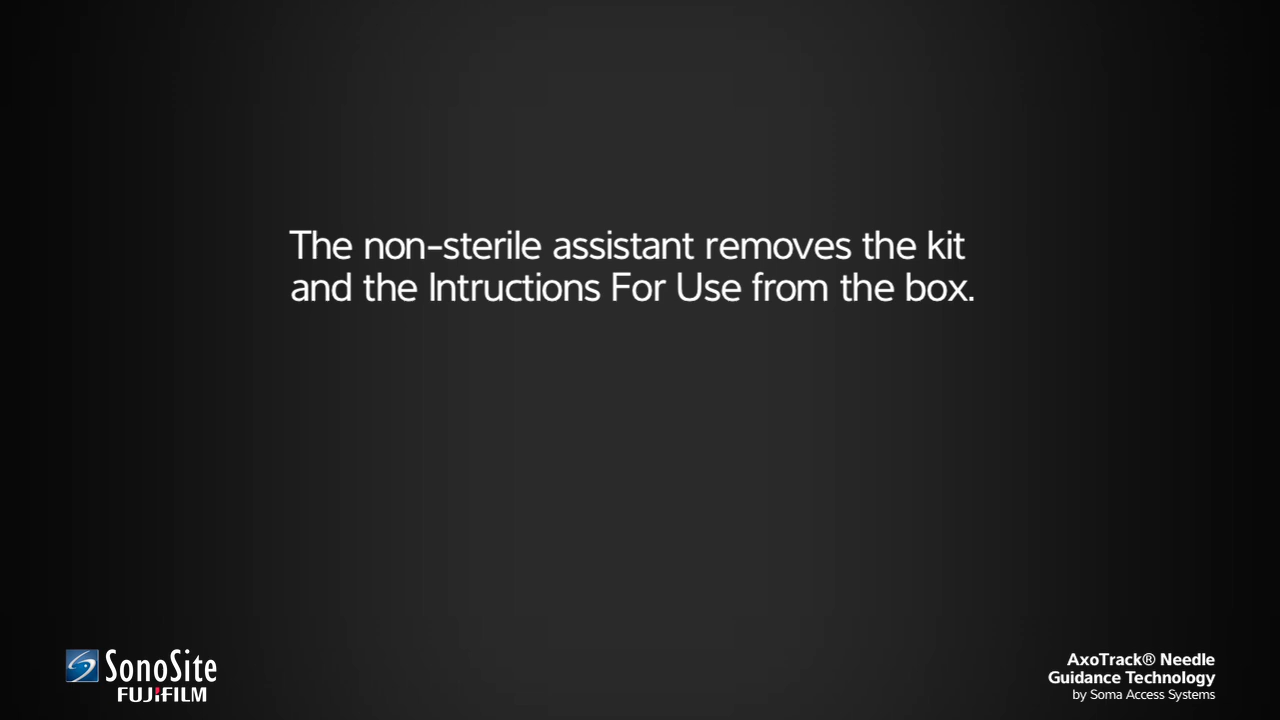 The non-sterile assistant removes the kit
and the Intructions For Use from the box.
SonoSite
FUJIFILM
AxoTrack® Needle
Guidance Technology
by Soma Access Systems